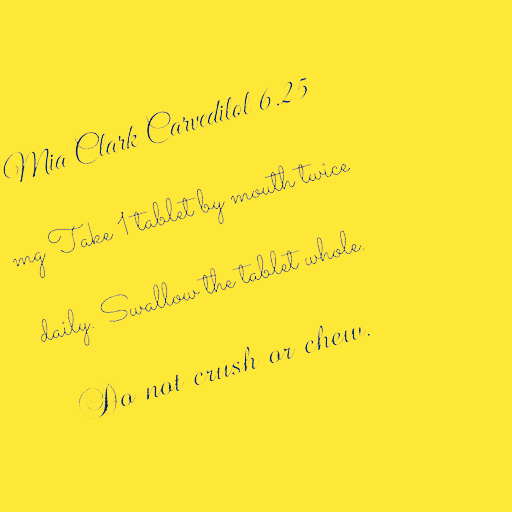 Mia Clark Carvedilol 6.25
mg Take 1 tablet by mouth twice
daily. Swallow the tablet whole.
Do not crush or chew.